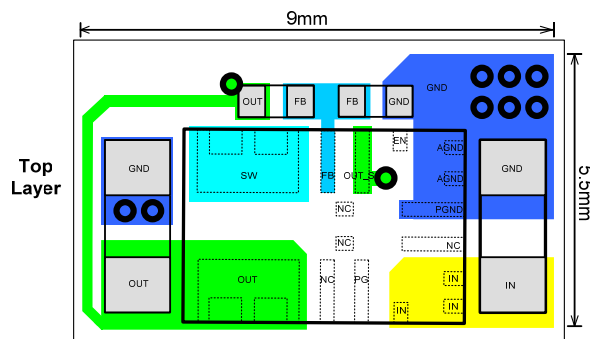 9mm
Top
Layer
5.5mm
GND
OUT
FB
FB
GND
EN
AGND
GND
SW
FB
OUT_S
AGND
GND
NC
PGND
NC
NC
OUT
OUT
NC
PG
IN
IN
IN
IN